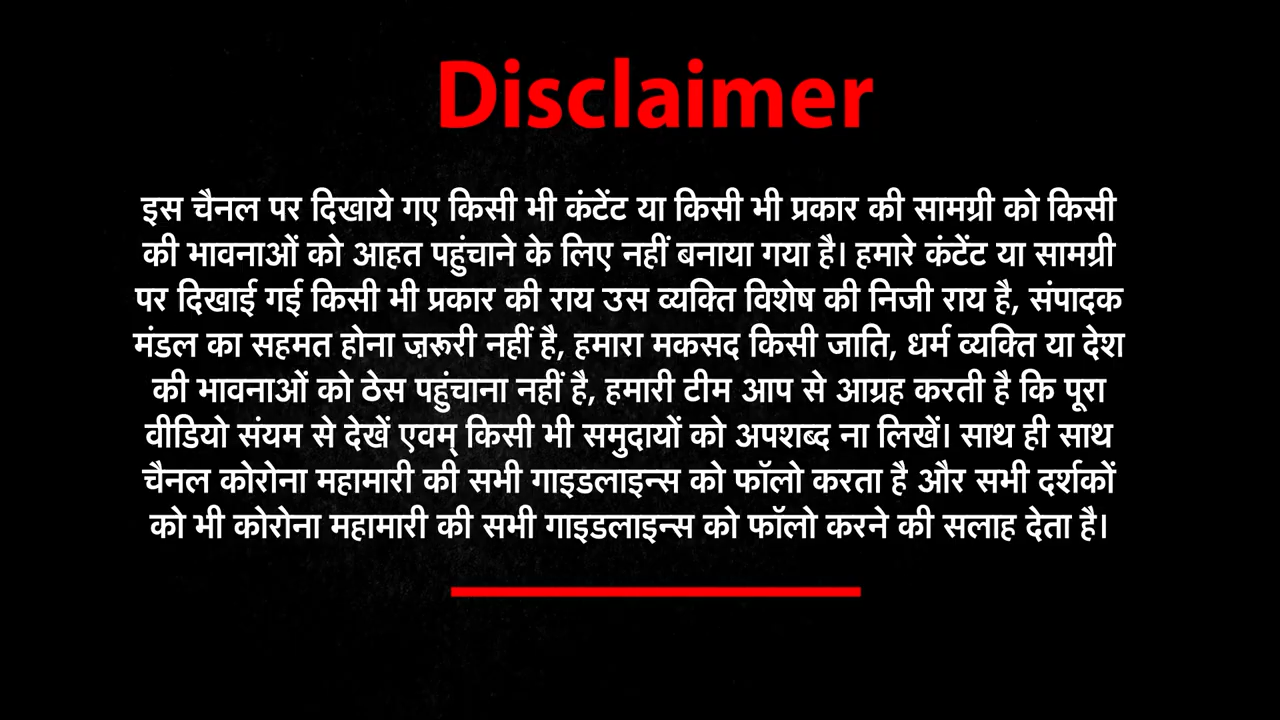 Disclaimer
इस चैनल पर दिखाये गए किसी भी कंटेंट या किसी भी प्रकार की सामग्री को किसी
की भावनाओं को आहत पहुंचाने के लिए नहीं बनाया गया है। हमारे कंटेंट या सामग्री
पर दिखाई गई किसी भी प्रकार की राय उस व्यक्ति विशेष की निजी राय है, संपादक
मंडल का सहमत होना ज़रूरी नहीं है, हमारा मकसद किसी जाति, धर्म व्यक्ति या देश
की भावनाओं को ठेस पहुंचाना नहीं है, हमारी टीम आप से आग्रह करती है कि पूरा
वीडियो संयम से देखें एवम् किसी भी समुदायों को अपशब्द ना लिखें। साथ ही साथ
चैनल कोरोना महामारी की सभी गाइडलाइन्स को फॉलो करता है और सभी दर्शकों
को भी कोरोना महामारी की सभी गाइडलाइन्स को फॉलो करने की सलाह देता है।